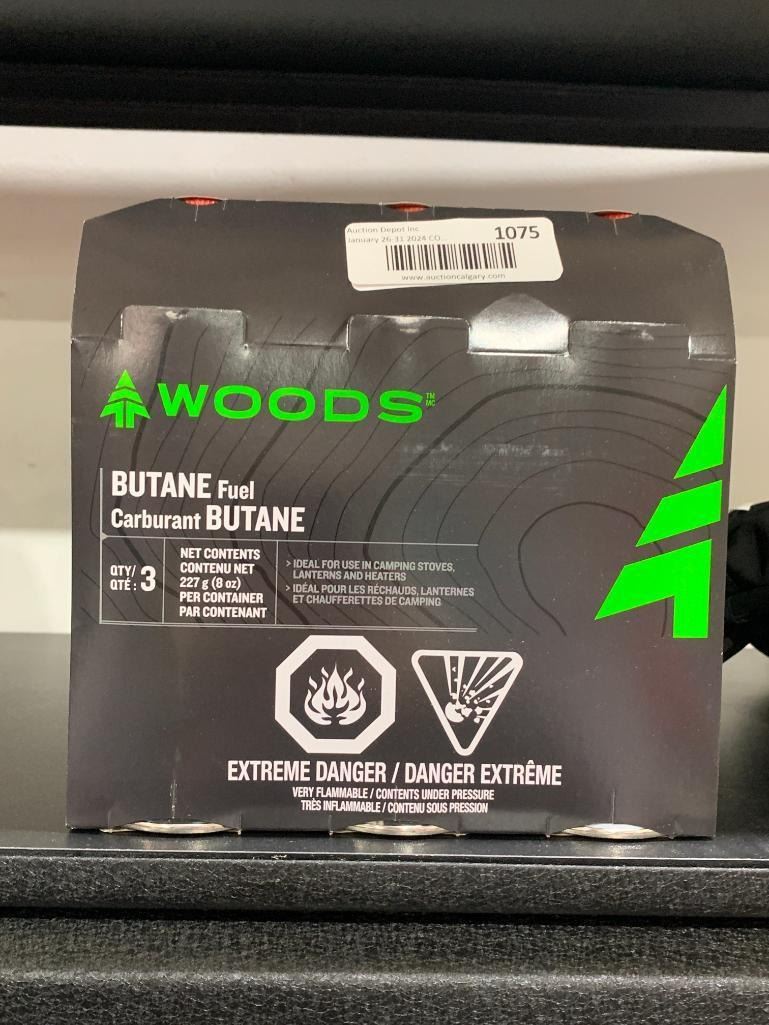 Auction Depot Inc
January 26-31 2024 CO
1075
www.auctioncalgary.com
WOODS™
MC
BUTANE Fuel
Carburant BUTANE
QTY/
QTÉ : 3
NET CONTENTS
CONTENU NET
227 g (8 oz)
PER CONTAINER
PAR CONTENANT
> IDEAL FOR USE IN CAMPING STOVES,
LANTERNS AND HEATERS
> IDÉAL POUR LES RÉCHAUDS, LANTERNES
ET CHAUFFERETTES DE CAMPING
EXTREME DANGER / DANGER EXTRÊME
VERY FLAMMABLE / CONTENTS UNDER PRESSURE
TRÈS INFLAMMABLE / CONTENU SOUS PRESSION